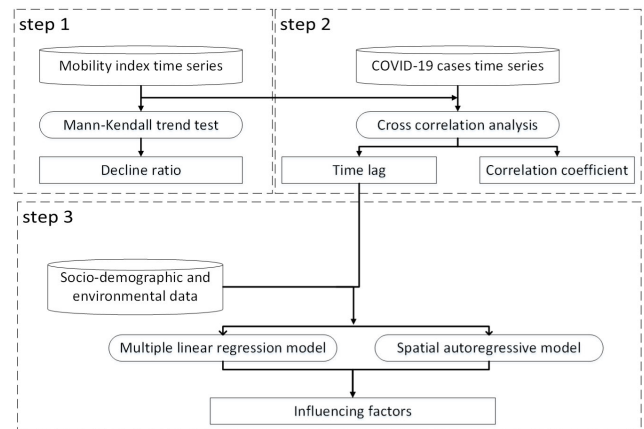 step 1
Mobility index time series
Mann-Kendall trend test
Decline ratio
step 2
COVID-19 cases time series
Cross correlation analysis
Time lag
Correlation coefficient
step 3
Socio-demographic and
environmental data
Multiple linear regression model
Spatial autoregressive model
Influencing factors